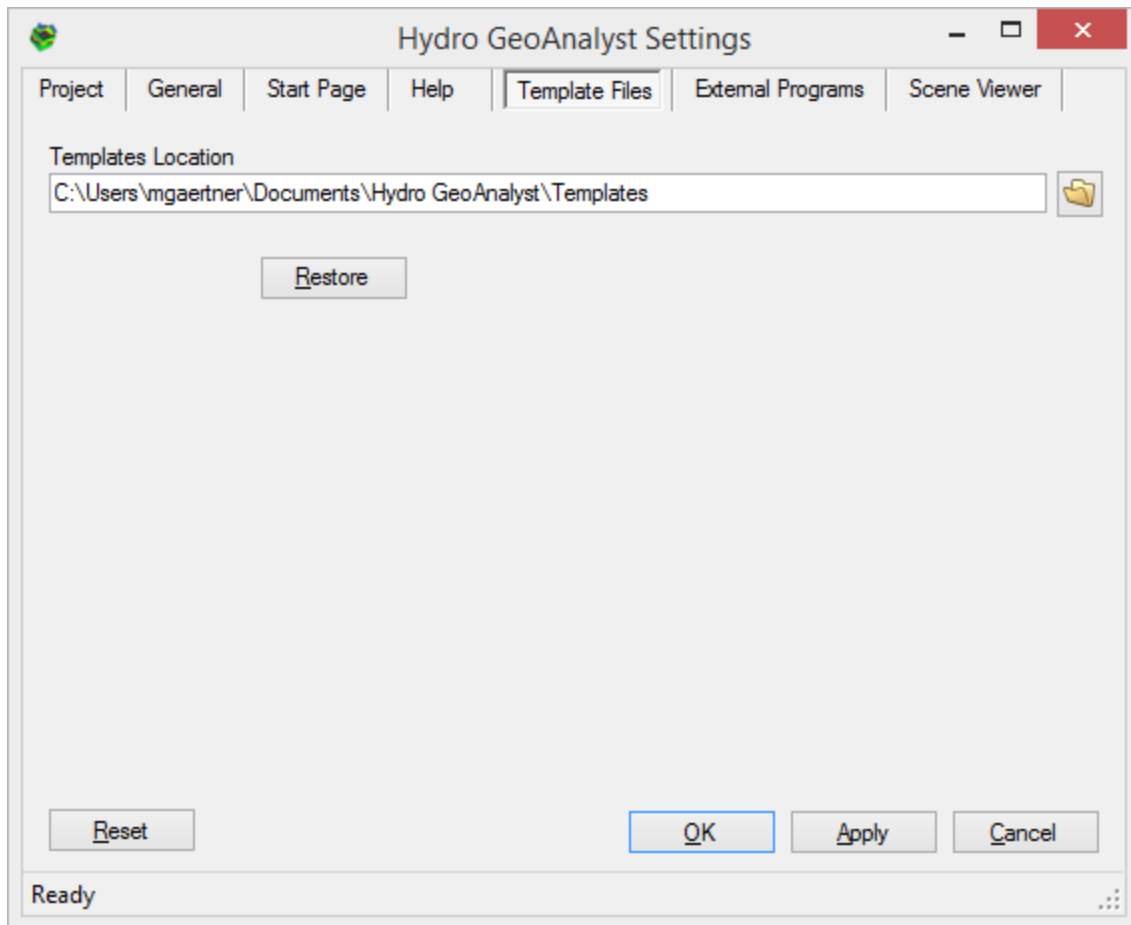 Hydro GeoAnalyst Settings
Project General Start Page Help Template Files External Programs Scene Viewer
Templates Location
C:\Users\mgaertner\Documents\Hydro GeoAnalyst\Templates
Restore
Reset OK Apply Cancel
Ready